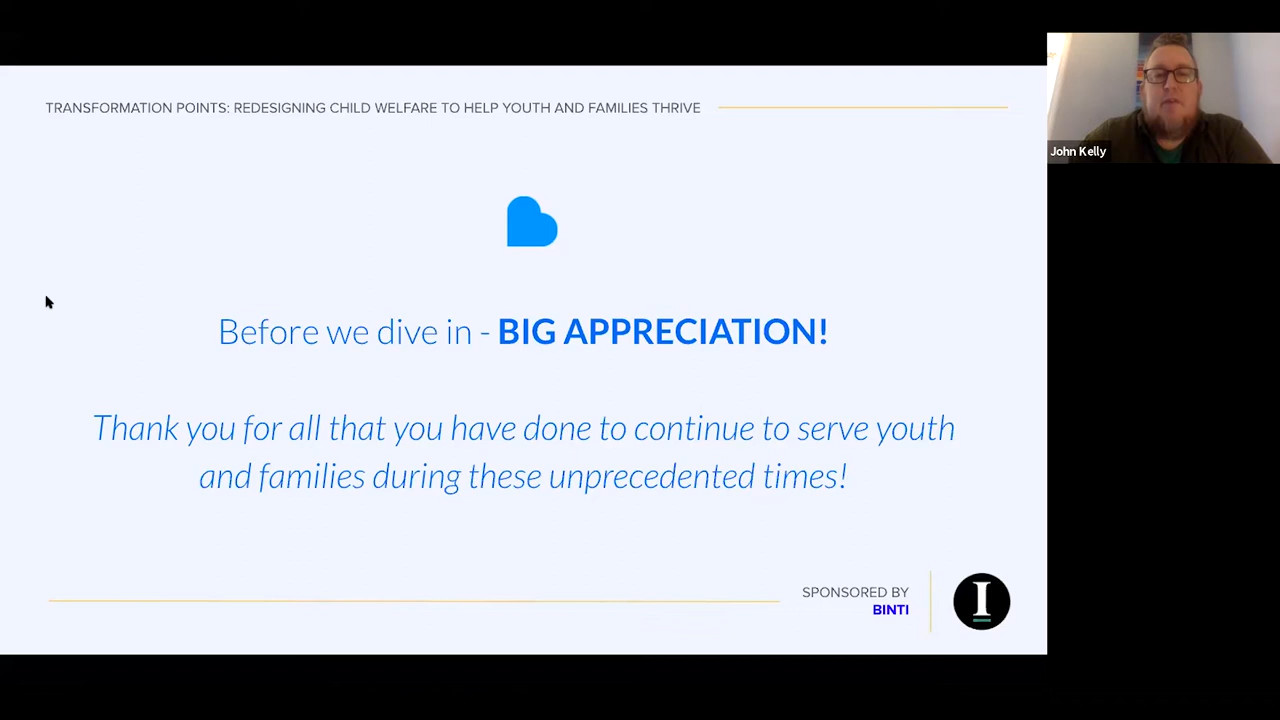 TRANSFORMATION POINTS: REDESIGNING CHILD WELFARE TO HELP YOUTH AND FAMILIES THRIVE
John Kelly
Before we dive in - BIG APPRECIATION!
Thank you for all that you have done to continue to serve youth
and families during these unprecedented times!
SPONSORED BY
BINTI
I